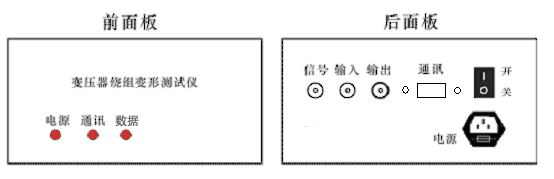 前面板
变压器绕组变形测试仪
电源 通讯 数据
后面板
信号 输入 输出 通讯 开
关
电源